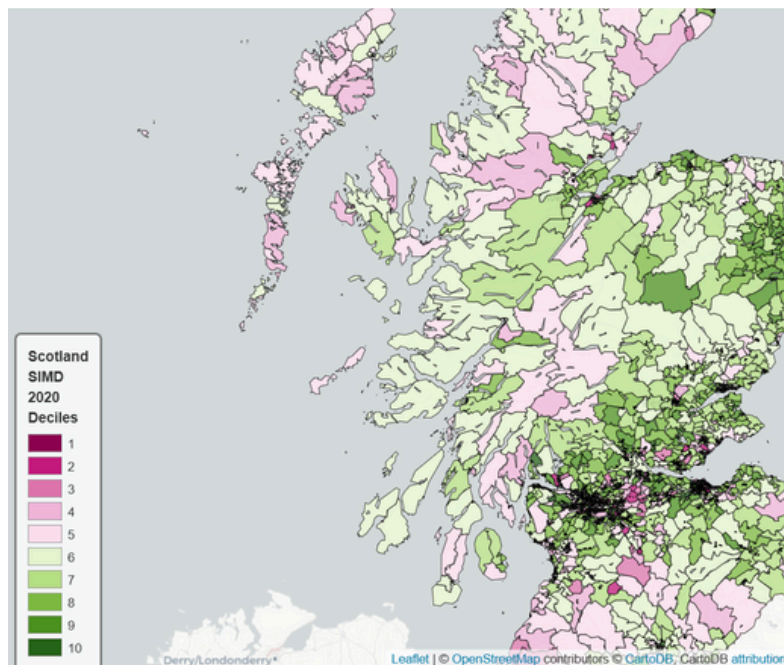 Scotland
SIMD
2020
Deciles
1
2
3
4
5
6
7
8
9
10
Derry/Londonderry*
Leaflet | © OpenStreetMap contributors © CartoDB, CartoDB attribution